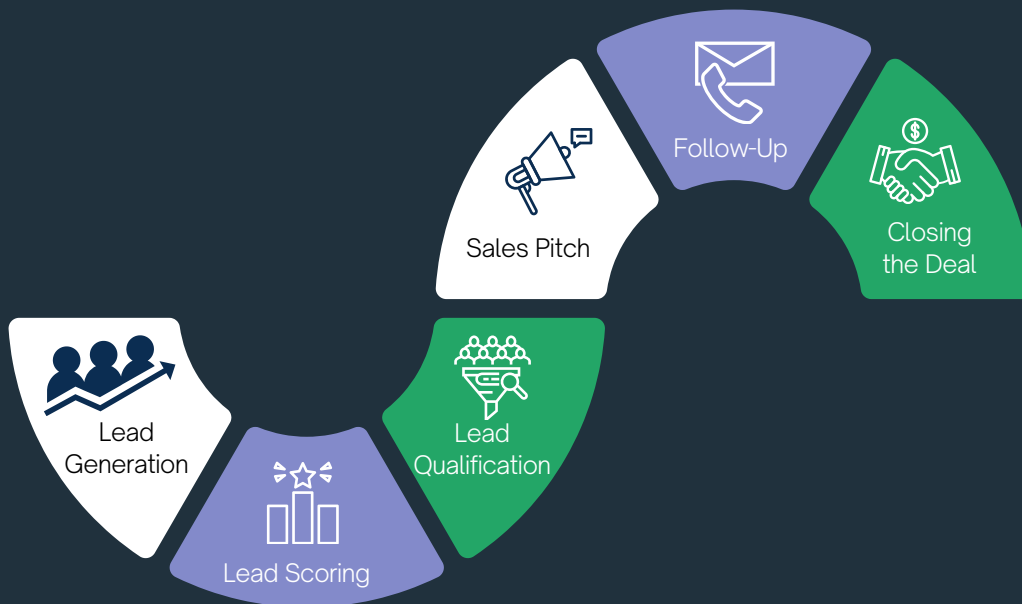 Lead
Generation
Lead Scoring
Lead
Qualification
Sales Pitch
Follow-Up
$
Closing
the Deal